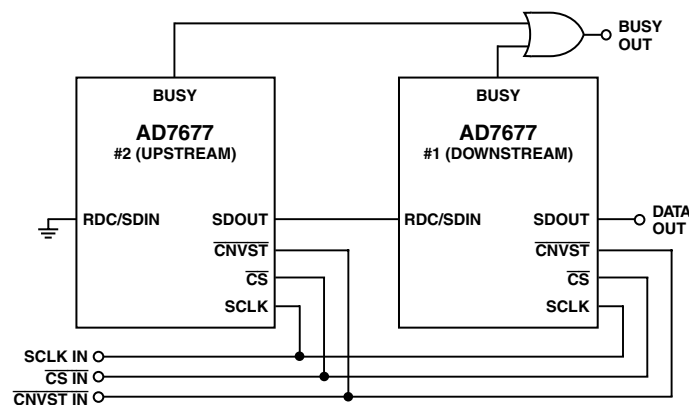 BUSY
OUT
BUSY
AD7677
#2 (UPSTREAM)
RDC/SDIN
SDOUT
CNVST
CS
SCLK
BUSY
AD7677
#1 (DOWNSTREAM)
RDC/SDIN
SDOUT
CNVST
CS
SCLK
DATA
OUT
SCLK IN
CS IN
CNVST IN